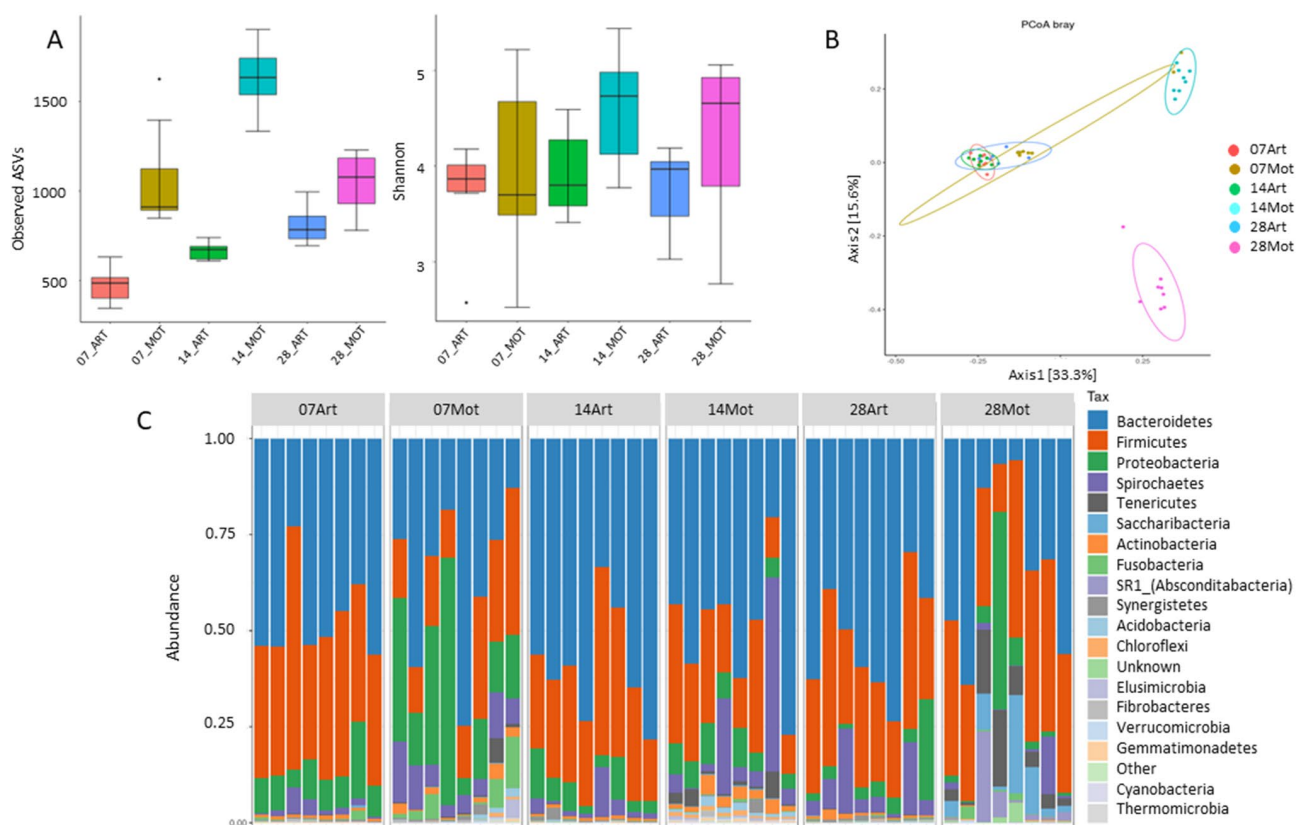 A
Observed ASVs
1500
1000
500
07_ART
07_MOT
14_ART
14_MOT
28_ART
28_MOT
Shannon
5
4
3
07_ART
07_MOT
14_ART
14_MOT
28_ART
28_MOT
B
PCoA bray
Axis2 [15.6%]
0.2
0.0
-0.2
-0.4
-0.50
-0.25
0.25
Axis1 [33.3%]
07Art
07Mot
14Art
14Mot
28Art
28Mot
C
07Art
07Mot
14Art
14Mot
28Art
28Mot
Abundance
1.00
0.75
0.50
0.25
0.00
Tax
Bacteroidetes
Firmicutes
Proteobacteria
Spirochaetes
Tenericutes
Saccharibacteria
Actinobacteria
Fusobacteria
SR1_(Absconditabacteria)
Synergistetes
Acidobacteria
Chloroflexi
Unknown
Elusimicrobia
Fibrobacteres
Verrucomicrobia
Gemmatimonadetes
Other
Cyanobacteria
Thermomicrobia